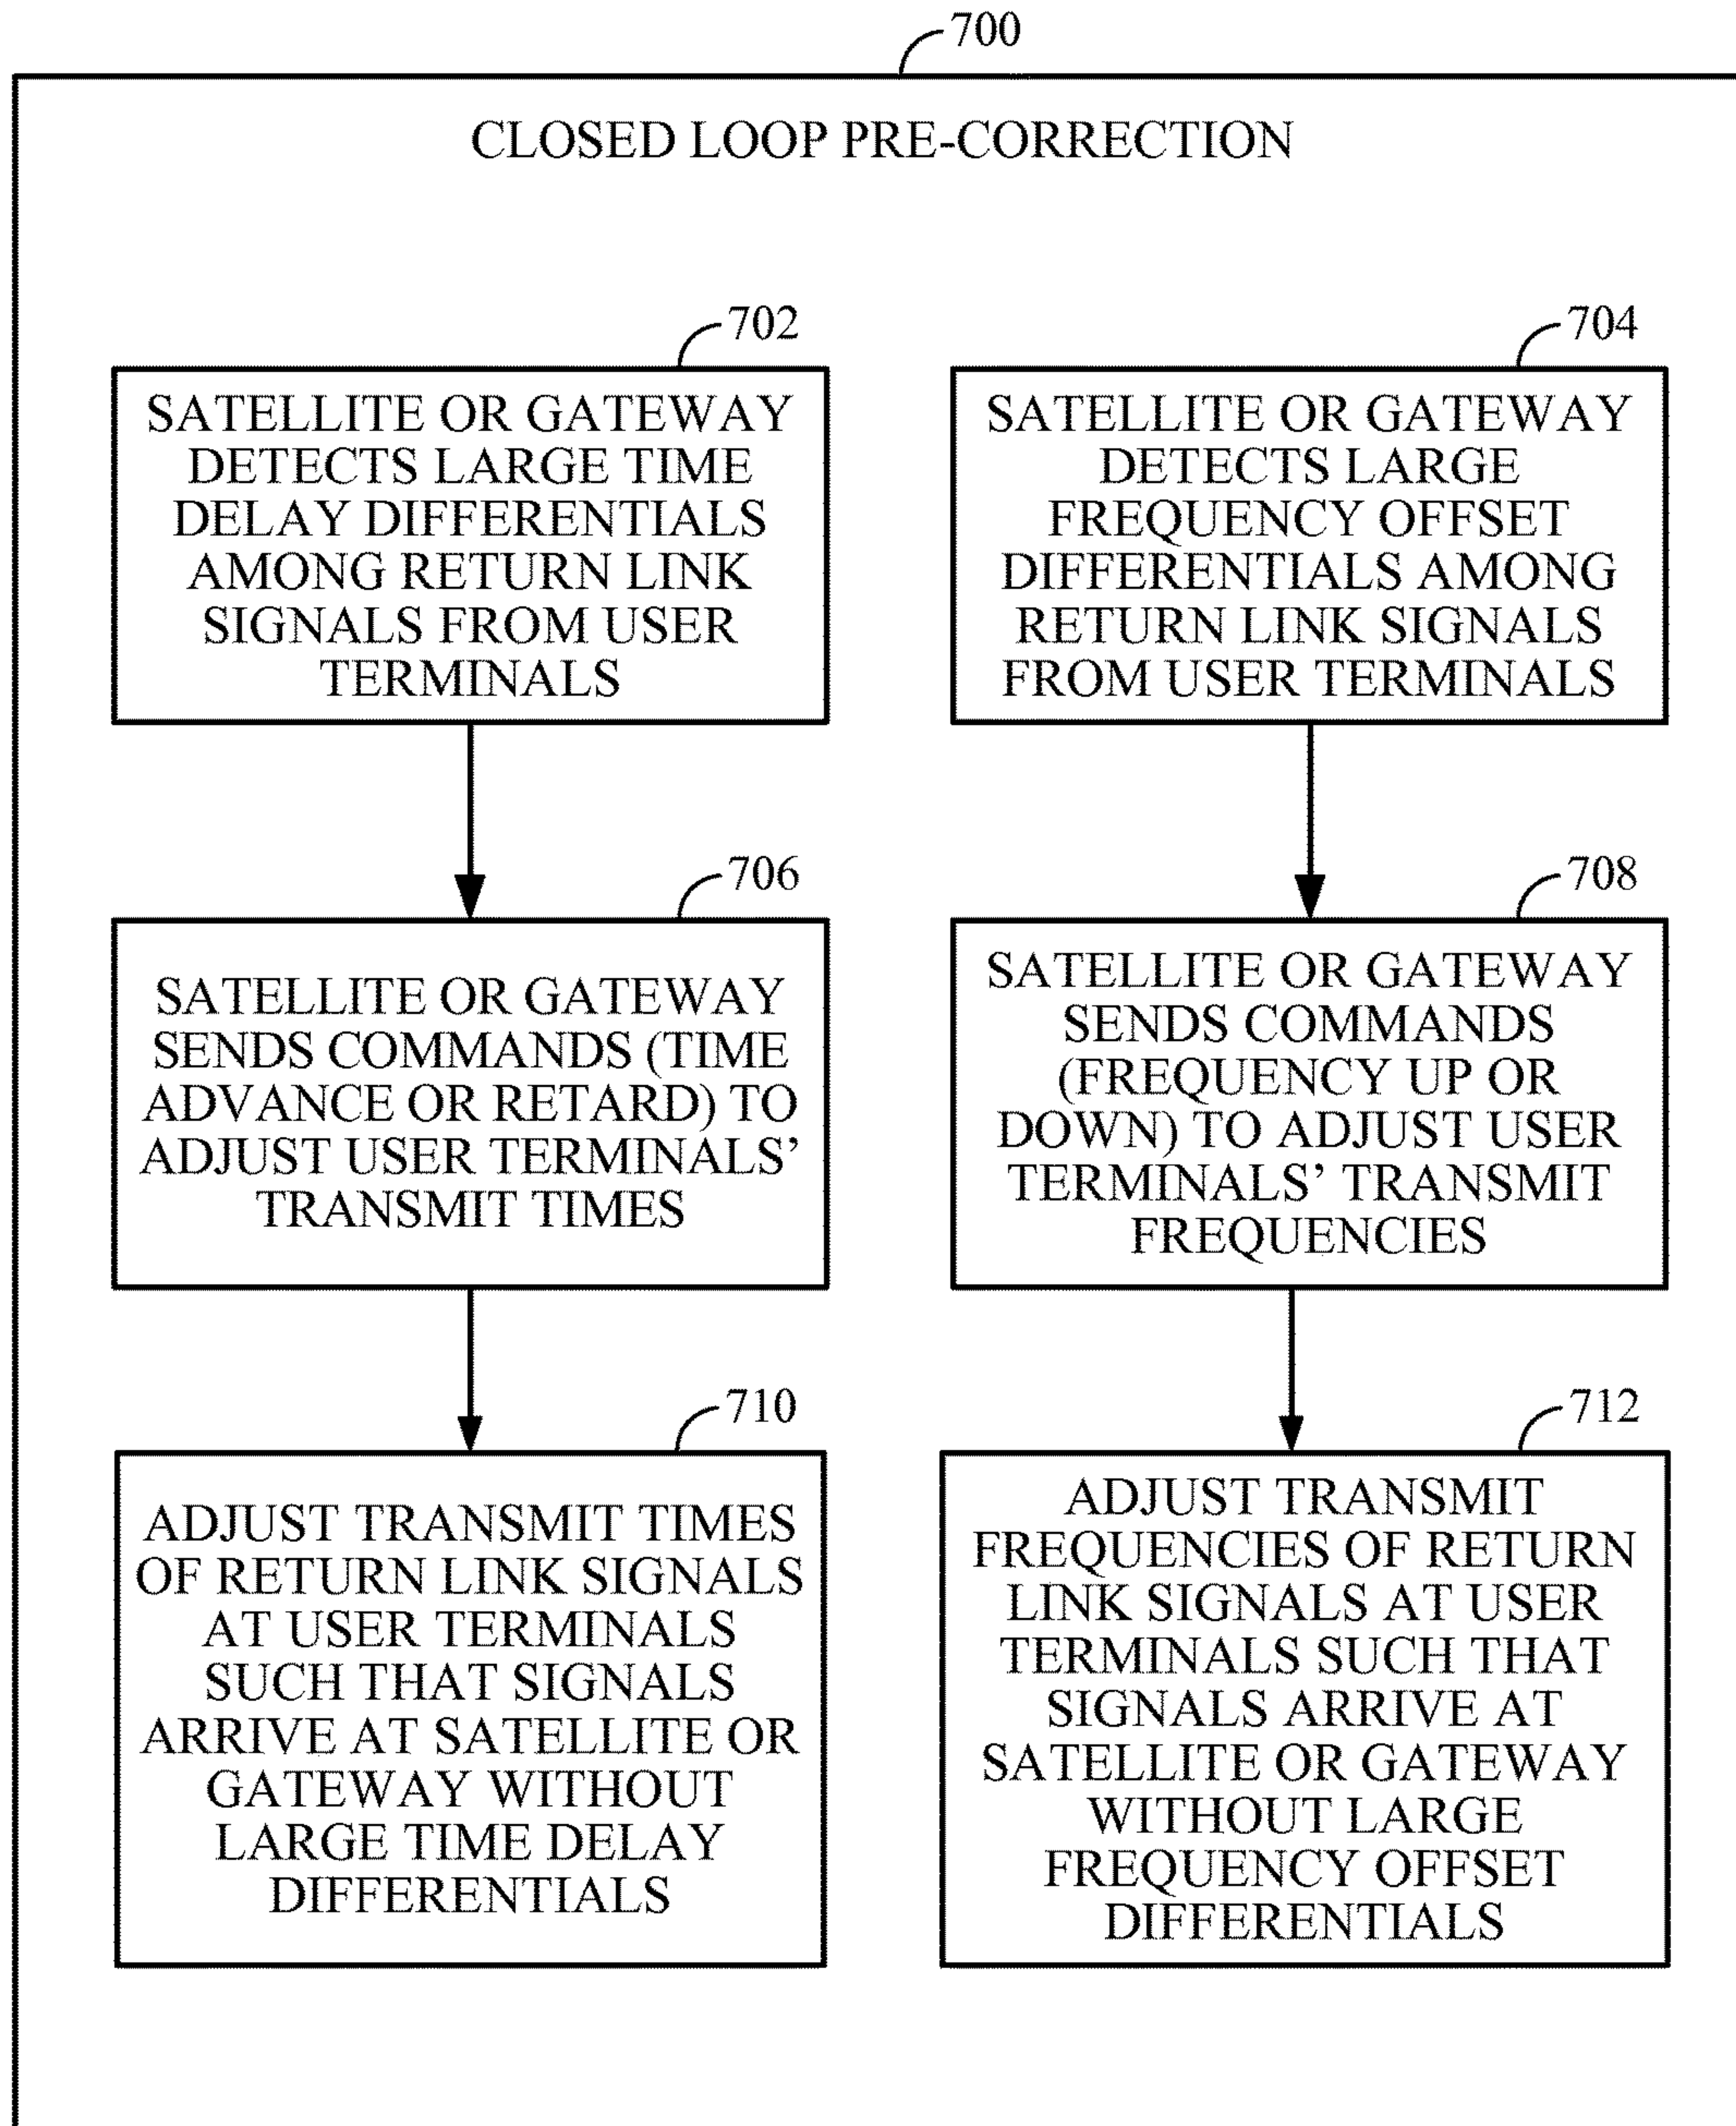 700
CLOSED LOOP PRE-CORRECTION
702
SATELLITE OR GATEWAY
DETECTS LARGE TIME
DELAY DIFFERENTIALS
AMONG RETURN LINK
SIGNALS FROM USER
TERMINALS
704
SATELLITE OR GATEWAY
DETECTS LARGE
FREQUENCY OFFSET
DIFFERENTIALS AMONG
RETURN LINK SIGNALS
FROM USER TERMINALS
706
SATELLITE OR GATEWAY
SENDS COMMANDS (TIME
ADVANCE OR RETARD) TO
ADJUST USER TERMINALS’
TRANSMIT TIMES
708
SATELLITE OR GATEWAY
SENDS COMMANDS
(FREQUENCY UP OR
DOWN) TO ADJUST USER
TERMINALS’ TRANSMIT
FREQUENCIES
710
ADJUST TRANSMIT TIMES
OF RETURN LINK SIGNALS
AT USER TERMINALS
SUCH THAT SIGNALS
ARRIVE AT SATELLITE OR
GATEWAY WITHOUT
LARGE TIME DELAY
DIFFERENTIALS
712
ADJUST TRANSMIT
FREQUENCIES OF RETURN
LINK SIGNALS AT USER
TERMINALS SUCH THAT
SIGNALS ARRIVE AT
SATELLITE OR GATEWAY
WITHOUT LARGE
FREQUENCY OFFSET
DIFFERENTIALS